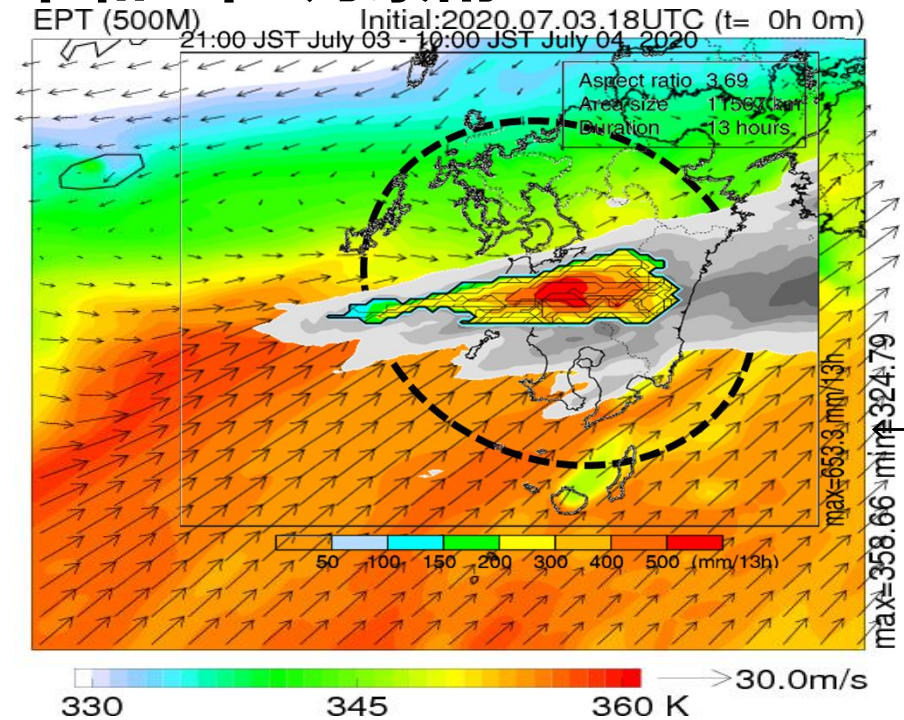 EPT (500M)
Initial:2020.07.03.18UTC (t= 0h 0m)
21:00 JST July 03 - 10:00 JST July 04, 2020
Aspect ratio 3.69
Area size
Duration 13 hours
max=653.3 mm/13h
max=358.66 min=324.79
50 100 150 200 300 400 500 (mm/13h)
30.0m/s
330 345 360 K